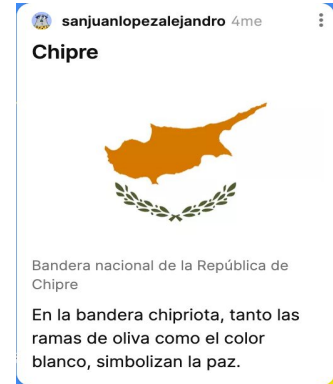 sanjuanlopezalejandro 4me
Chipre
Bandera nacional de la República de
Chipre
En la bandera chipriota, tanto las
ramas de oliva como el color
blanco, simbolizan la paz.